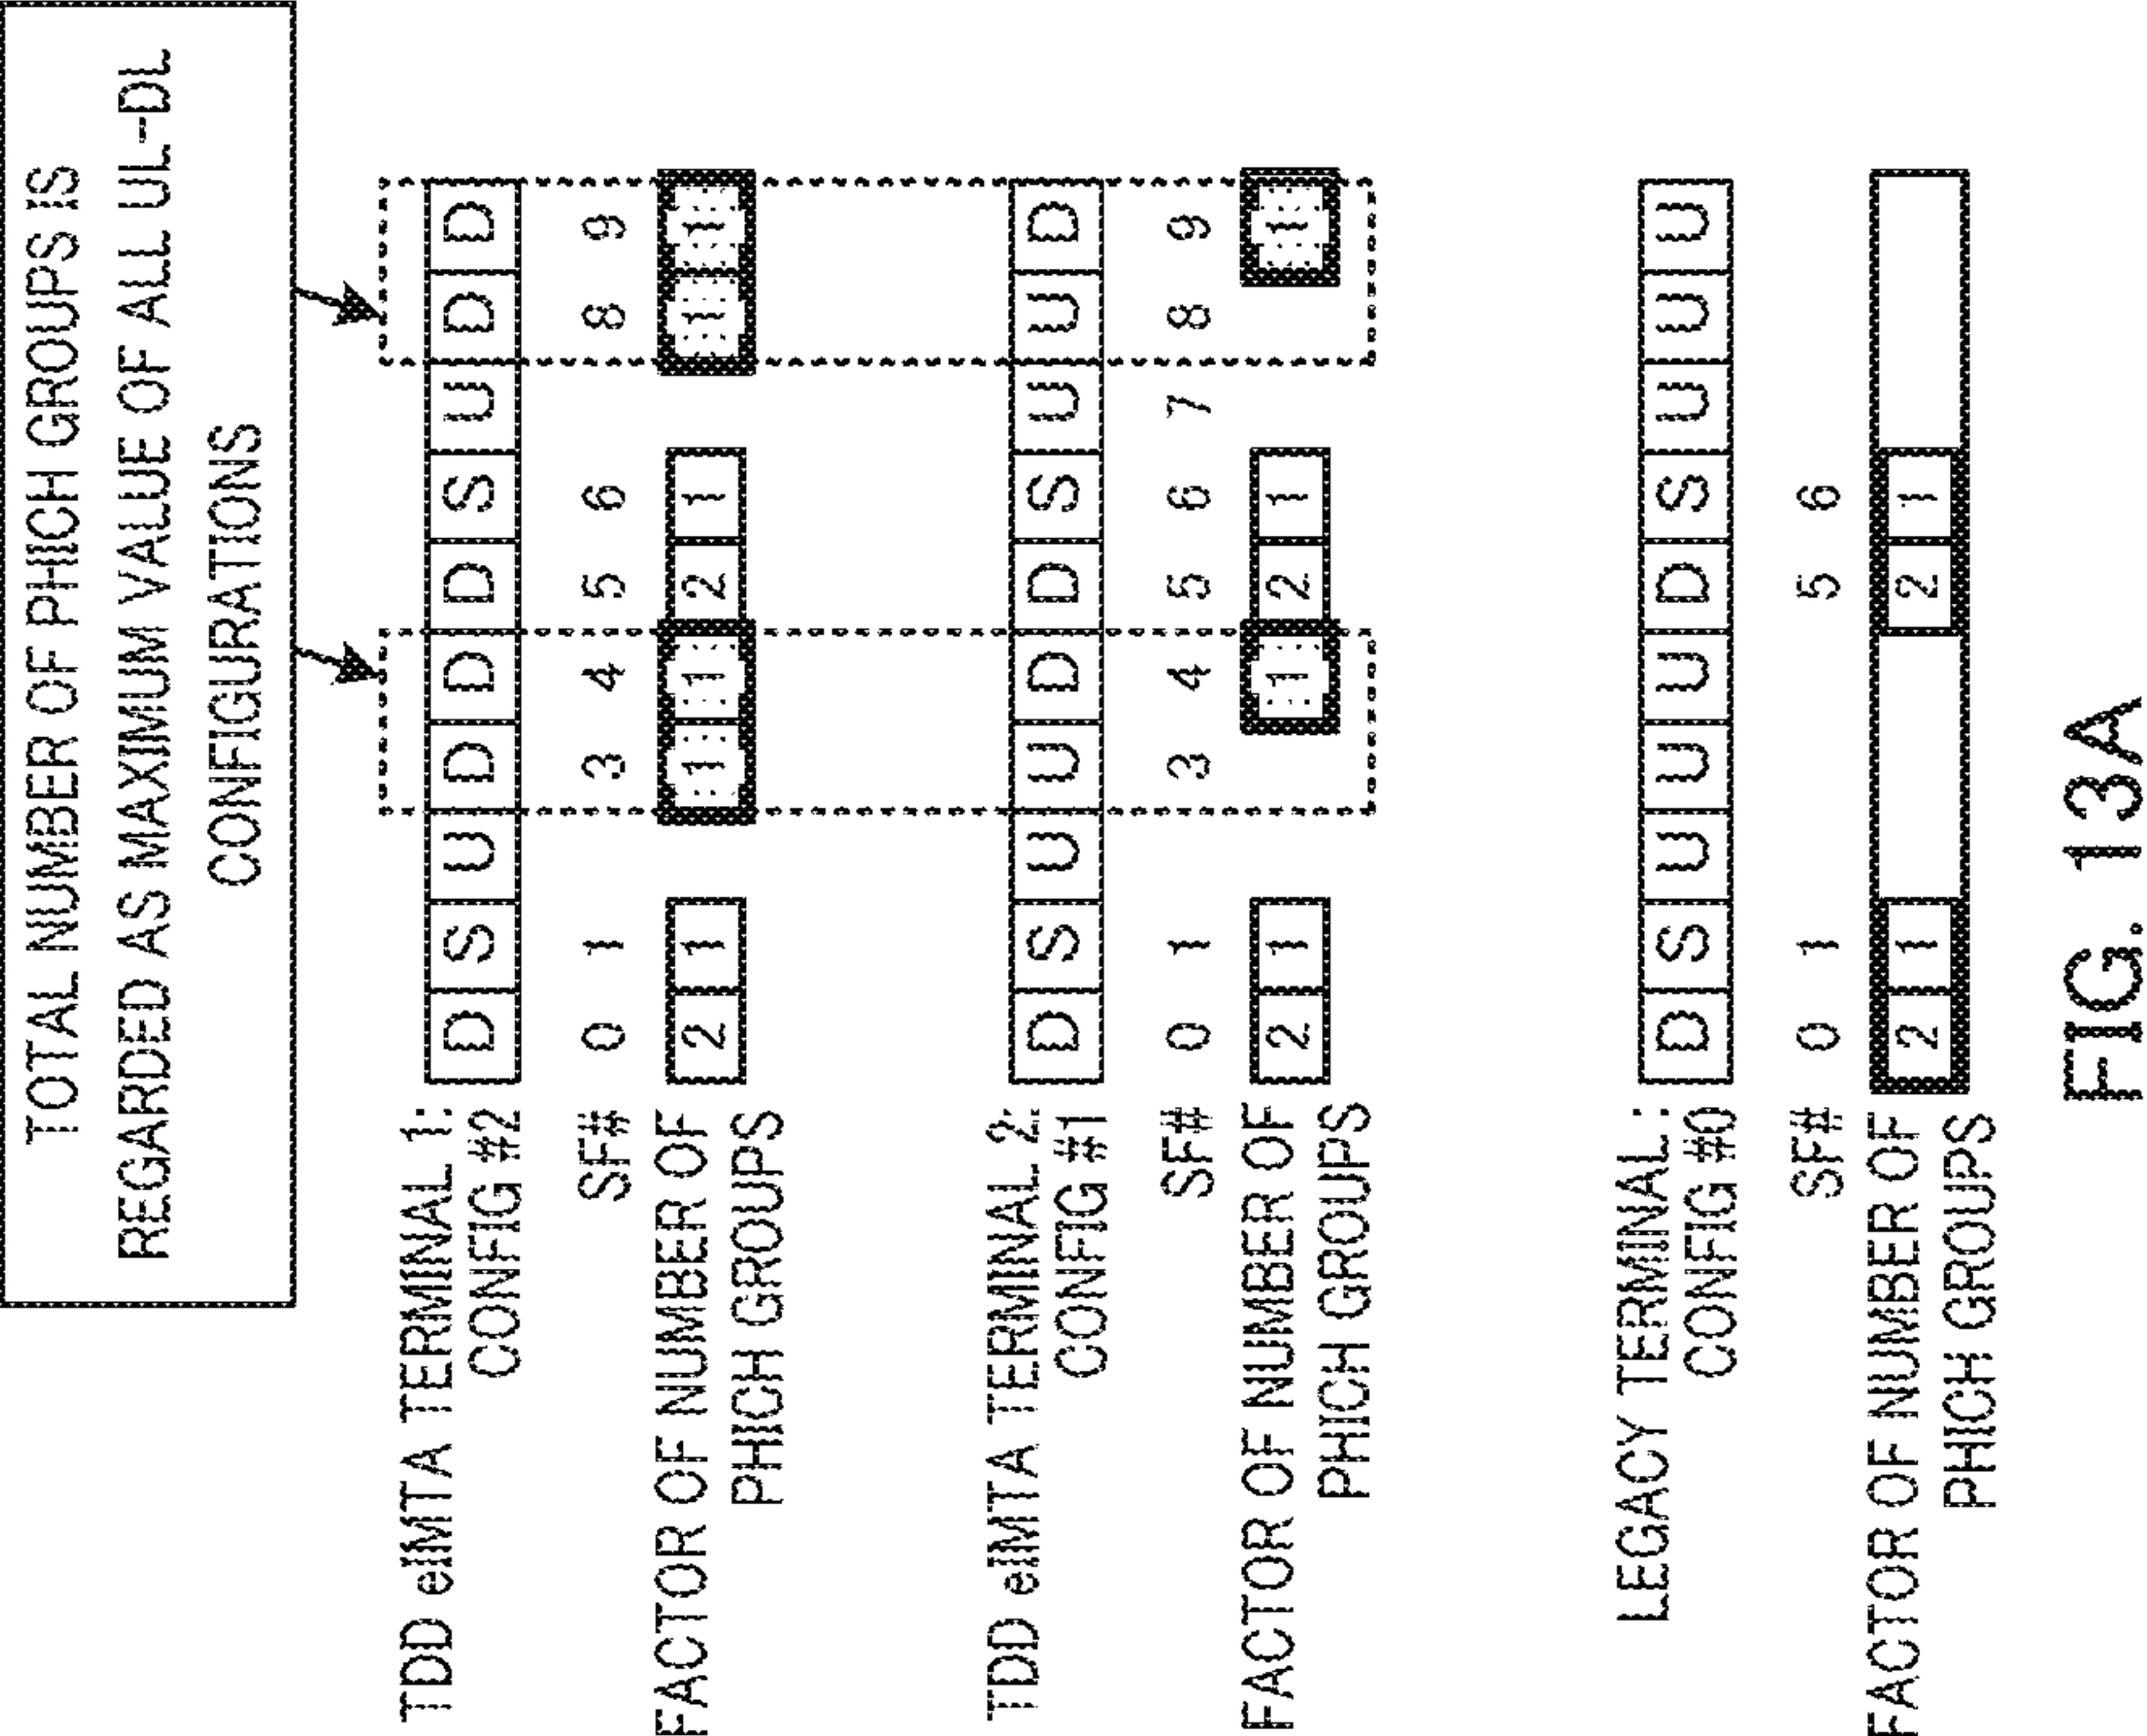 TOTAL NUMBER OF PHICH GROUPS IS
REGARDED AS MAXIMUM VALUE OF ALL UL--DL
CONFIGURATIONS
TDD eIMTA TERMINAL 1:
CONFIG #2
D S U D D D S U D D
SF# 0 1 3 4 5 6 8 9
FACTOR OF NUMBER OF
PHICH GROUPS
2 1 1 1 2 1 1 1
TDD eIMTA TERMINAL 2:
CONFIG #1
D S U U D D S U U D
SF# 0 1 3 4 5 6 7 8 9
FACTOR OF NUMBER OF
PHICH GROUPS
2 1 1 2 1 1
LEGACY TERMINAL:
CONFIG #0
D S U U U D S U U U
SF# 0 1 5 6
FACTOR OF NUMBER OF
PHICH GROUPS
2 1 2 1
FIG. 13A